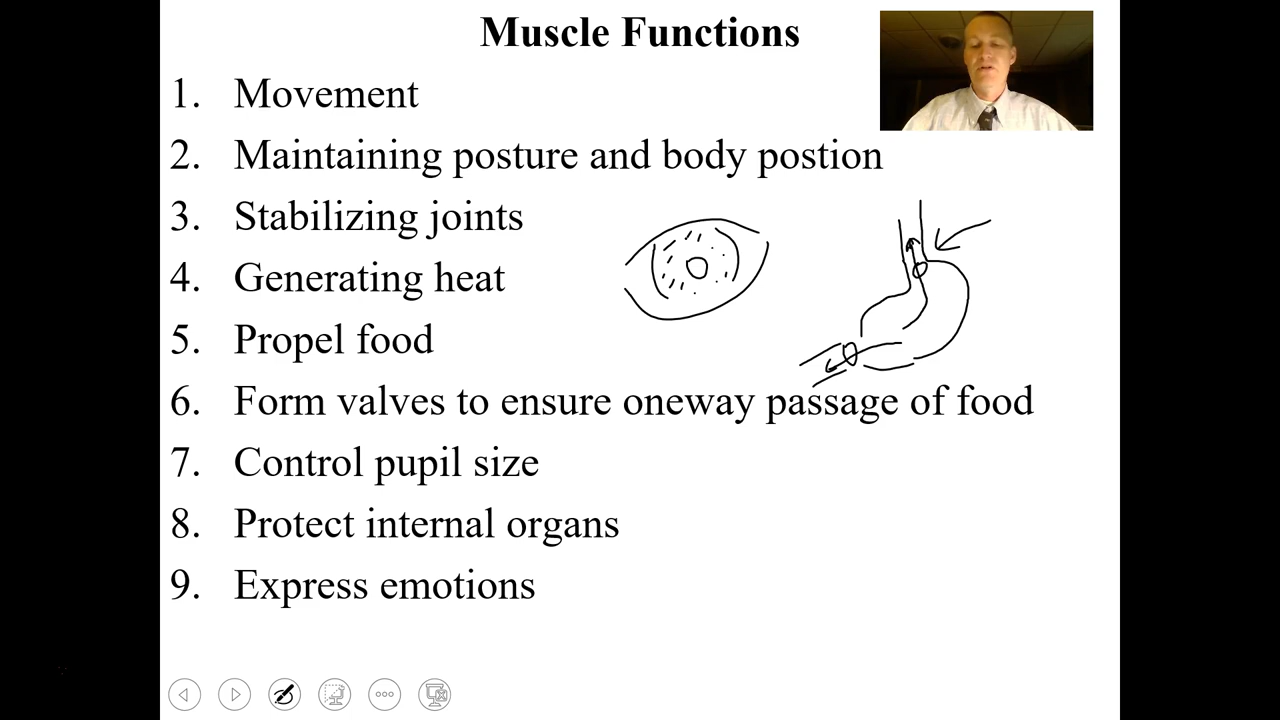 Muscle Functions
1. Movement
2. Maintaining posture and body postion
3. Stabilizing joints
4. Generating heat
5. Propel food
6. Form valves to ensure oneway passage of food
7. Control pupil size
8. Protect internal organs
9. Express emotions